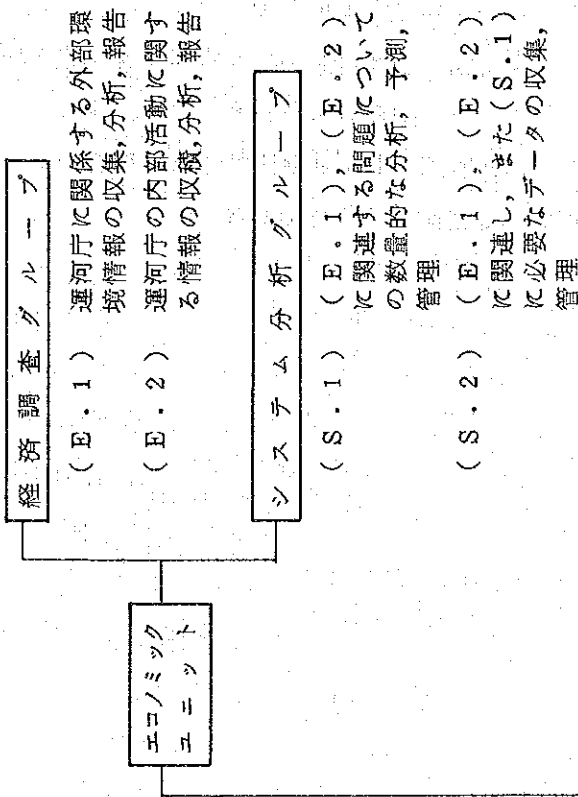 エコノミック
ユニット
経済調査グループ
(E.1) 運河庁に関係する外部環
境情報の収集,分析,報告
(E.2) 運河庁の内部活動に関す
る情報の収積,分析,報告
システム分析グループ
(S.1) (E.1),(E.2)
に関連する問題について
の数量的な分析,予測,
管理
(S.2) (E.1),(E.2)
に関連し,また(S.1)
に必要なデータの収集,
管理